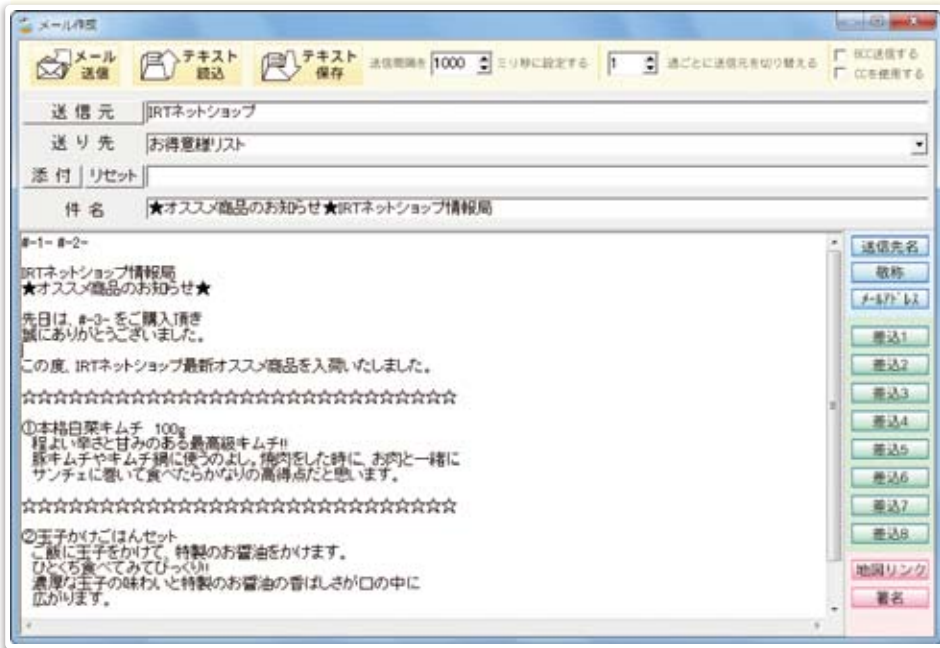 メール作成
メール送信
テキスト読込
テキスト保存
送信間隔を 1000 ミリ秒に設定する
1 通ごとに送信元を切り替える
BCC送信する
CCを使用する
送信元 IRTネットショップ
送り先 お得意様リスト
添付 リセット
件名 ★オススメ商品のお知らせ★IRTネットショップ情報局
#-1- #-2-
IRTネットショップ情報局
★オススメ商品のお知らせ★
先日は、#-3- をご購入頂き
誠にありがとうございました。
この度、IRTネットショップ最新オススメ商品を入荷いたしました。
☆☆☆☆☆☆☆☆☆☆☆☆☆☆☆☆☆☆☆☆☆☆☆☆☆☆☆☆
①本格白菜キムチ 100g
程よい辛さと甘みのある最高級キムチ!!
豚キムチやキムチ鍋に使うのよし。焼肉をした時に、お肉と一緒に
サンチェに巻いて食べたらかなりの高得点だと思います。
☆☆☆☆☆☆☆☆☆☆☆☆☆☆☆☆☆☆☆☆☆☆☆☆☆☆☆☆
②玉子かけごはんセット
ご飯に玉子をかけて、特製のお醤油をかけます。
ひとくち食べてみてびっくり!!
濃厚な玉子の味わいと特製のお醤油の香ばしさが口の中に
広がります。
送信先名
敬称
メールアドレス
差込1
差込2
差込3
差込4
差込5
差込6
差込7
差込8
地図リンク
署名